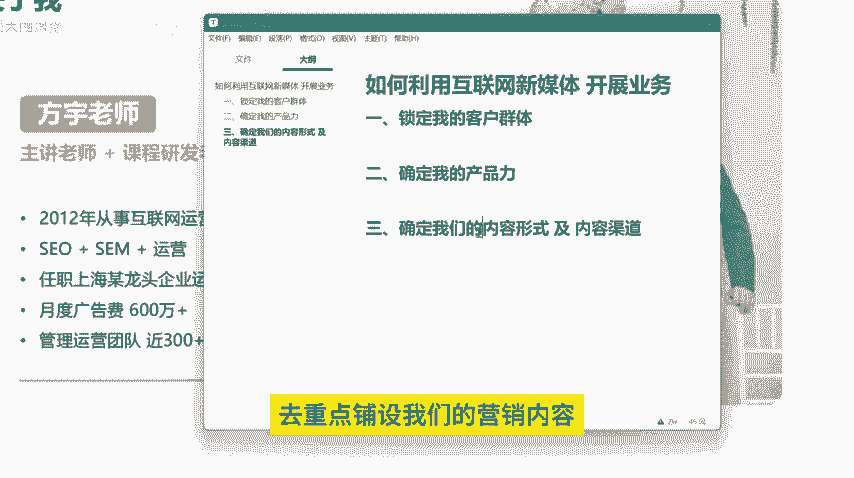 于我
方宇老师
主讲老师 + 课程研发
2012年从事互联网运营
SEO + SEM + 运营
任职上海某龙头企业运
月度广告费 600万+
管理运营团队 近300+
文件(F) 编辑(E) 段落(P) 格式(O) 视图(V) 主题(T) 帮助(H)
文件 大纲
如何利用互联网新媒体 开展业务
一、锁定我的客户群体
二、确定我的产品力
三、确定我们的内容形式 及
内容渠道
如何利用互联网新媒体 开展业务
一、锁定我的客户群体
二、确定我的产品力
三、确定我们的内容形式 及 内容渠道
去重点铺设我们的营销内容